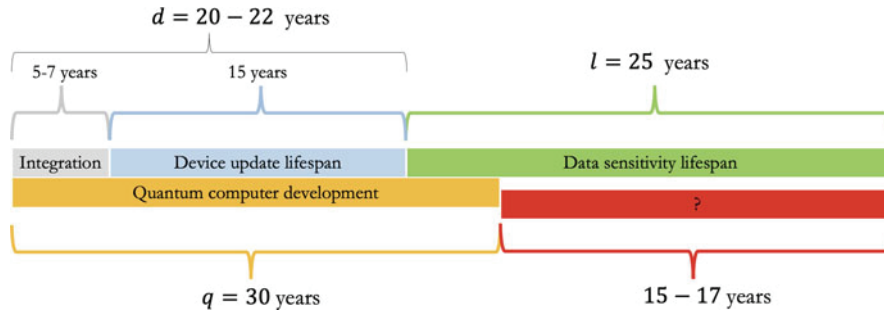 d = 20 − 22 years
5-7 years
15 years
l = 25 years
Integration
Device update lifespan
Data sensitivity lifespan
Quantum computer development
?
q = 30 years
15 − 17 years